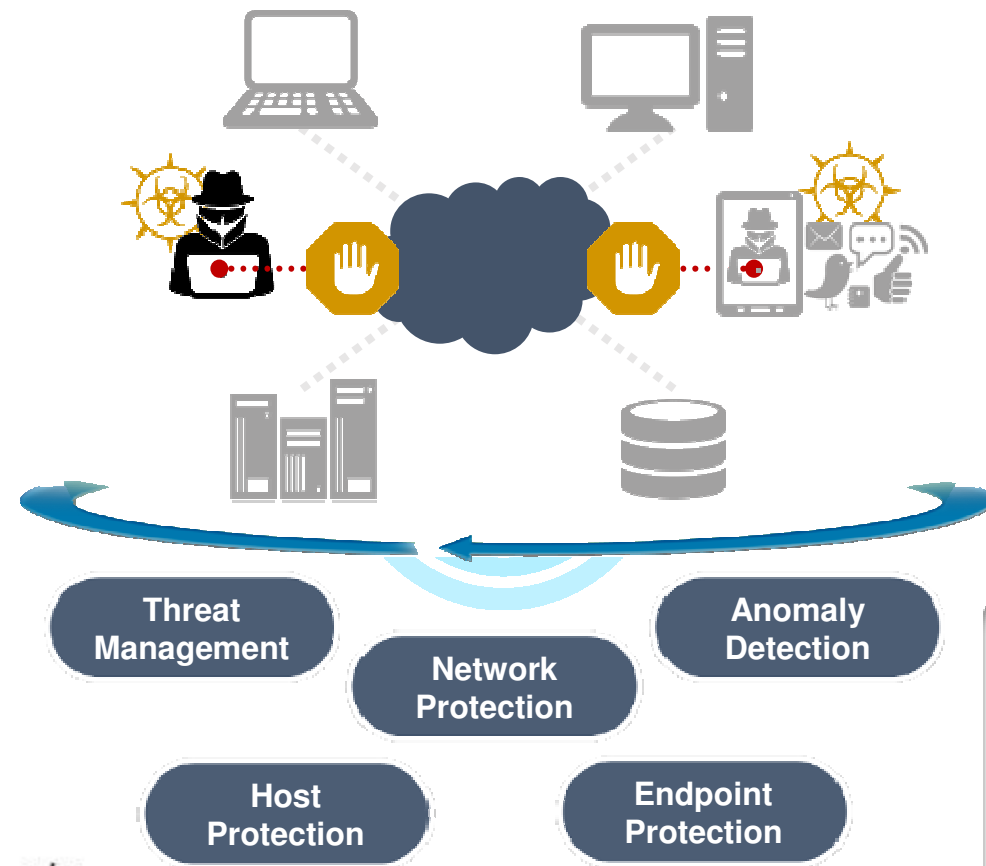 Threat
Management
Anomaly
Detection
Network
Protection
Host
Protection
Endpoint
Protection